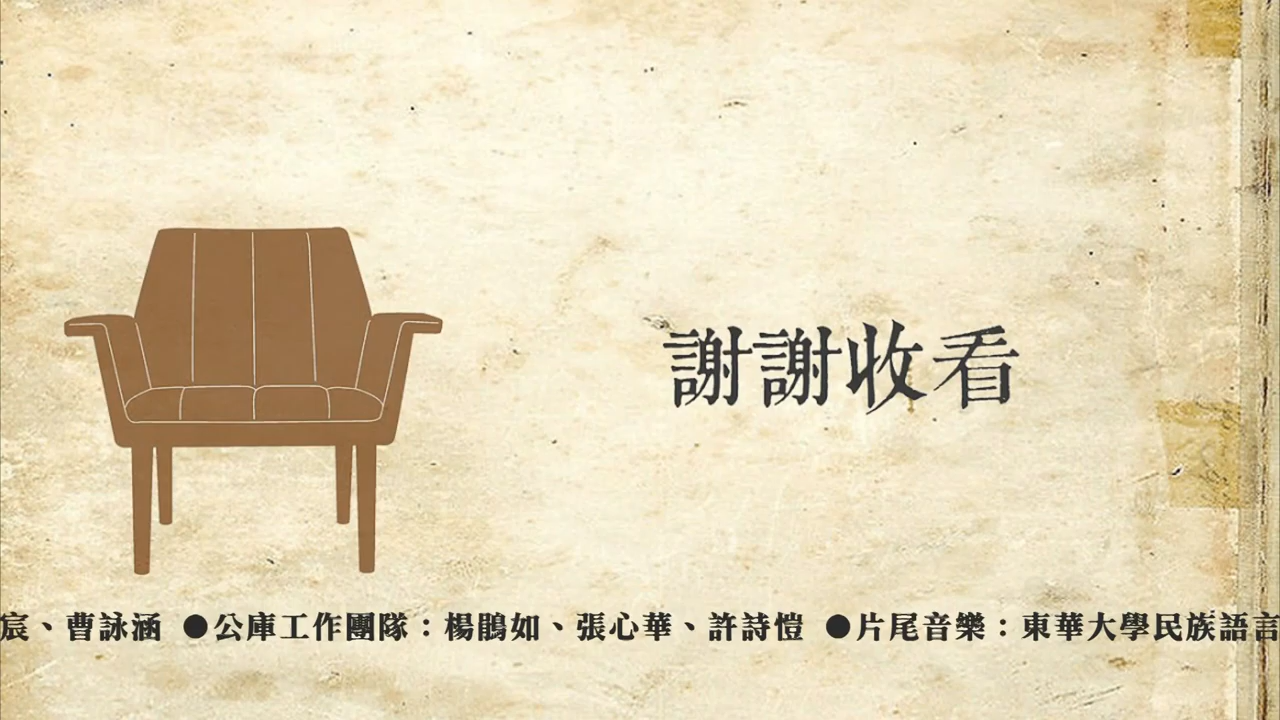 謝謝收看
宸、曹詠涵 ●公庫工作團隊：楊鵑如、張心華、許詩愷 ●片尾音樂：東華大學民族語言